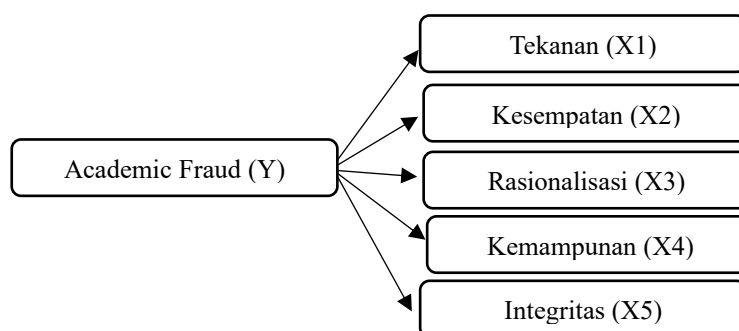 Tekanan (X1)
Kesempatan (X2)
Academic Fraud (Y)
Rasionalisasi (X3)
Kemampunan (X4)
Integritas (X5)